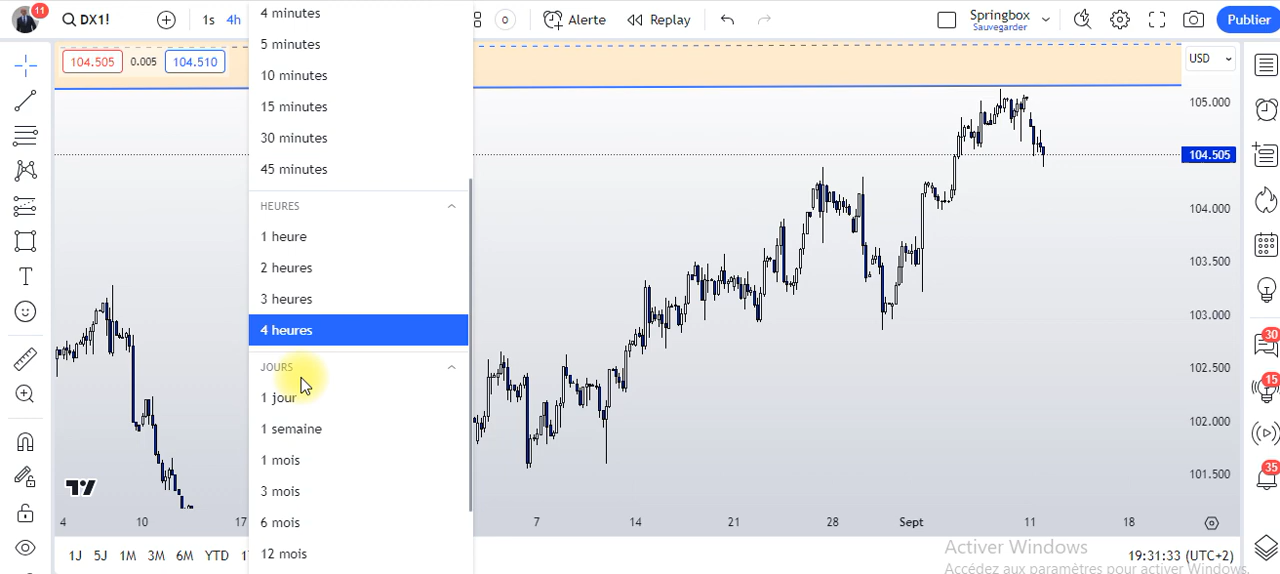 11
DX1!
1s
4h
0
Alerte
Replay
Springbox
Sauvegarder
Publier
104.505
0.005
104.510
USD
4 minutes
5 minutes
10 minutes
15 minutes
30 minutes
45 minutes
HEURES
1 heure
2 heures
3 heures
4 heures
JOURS
1 jour
1 semaine
1 mois
3 mois
6 mois
12 mois
105.000
104.505
104.000
103.500
103.000
102.500
102.000
101.500
30
15
35
4
10
17
7
14
21
28
Sept
11
18
1J
5J
1M
3M
6M
YTD
Activer Windows
Accédez aux paramètres pour activer Windows.
19:31:33 (UTC+2)